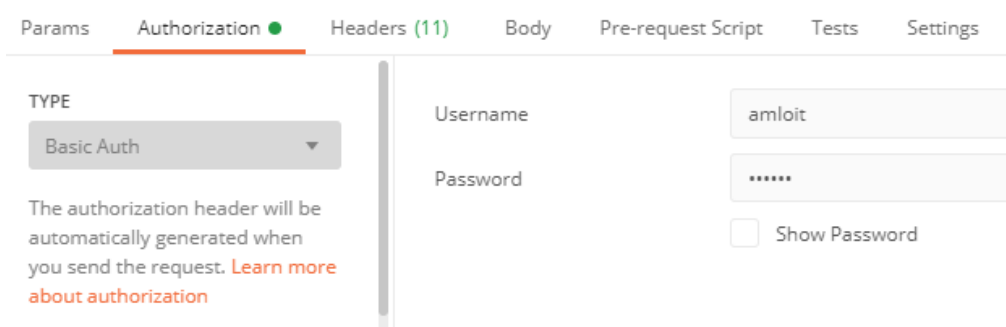 Params Authorization Headers (11) Body Pre-request Script Tests Settings
TYPE
Basic Auth
The authorization header will be
automatically generated when
you send the request. Learn more
about authorization
Username amloit
Password ••••••
Show Password